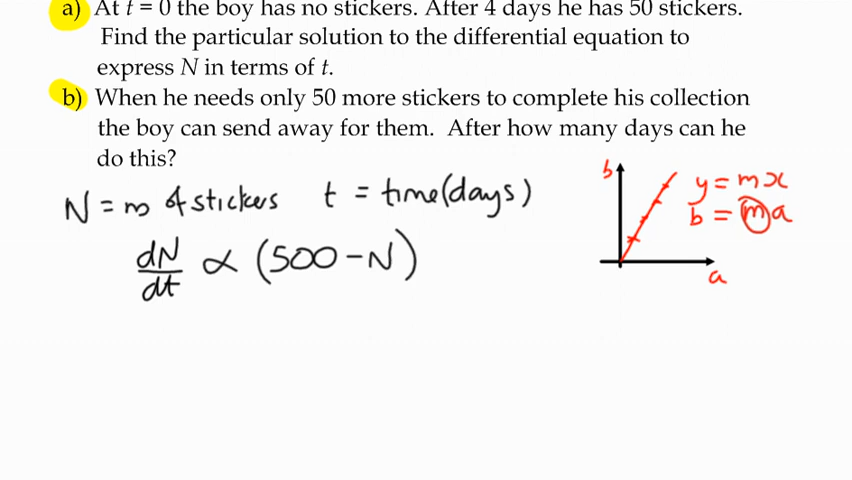 a) At t = 0 the boy has no stickers. After 4 days he has 50 stickers.
Find the particular solution to the differential equation to
express N in terms of t.
b) When he needs only 50 more stickers to complete his collection
the boy can send away for them. After how many days can he
do this?
N = no of stickers t = time (days)
dN/dt ∝ (500 - N)
b
y = mx
b = ma
a